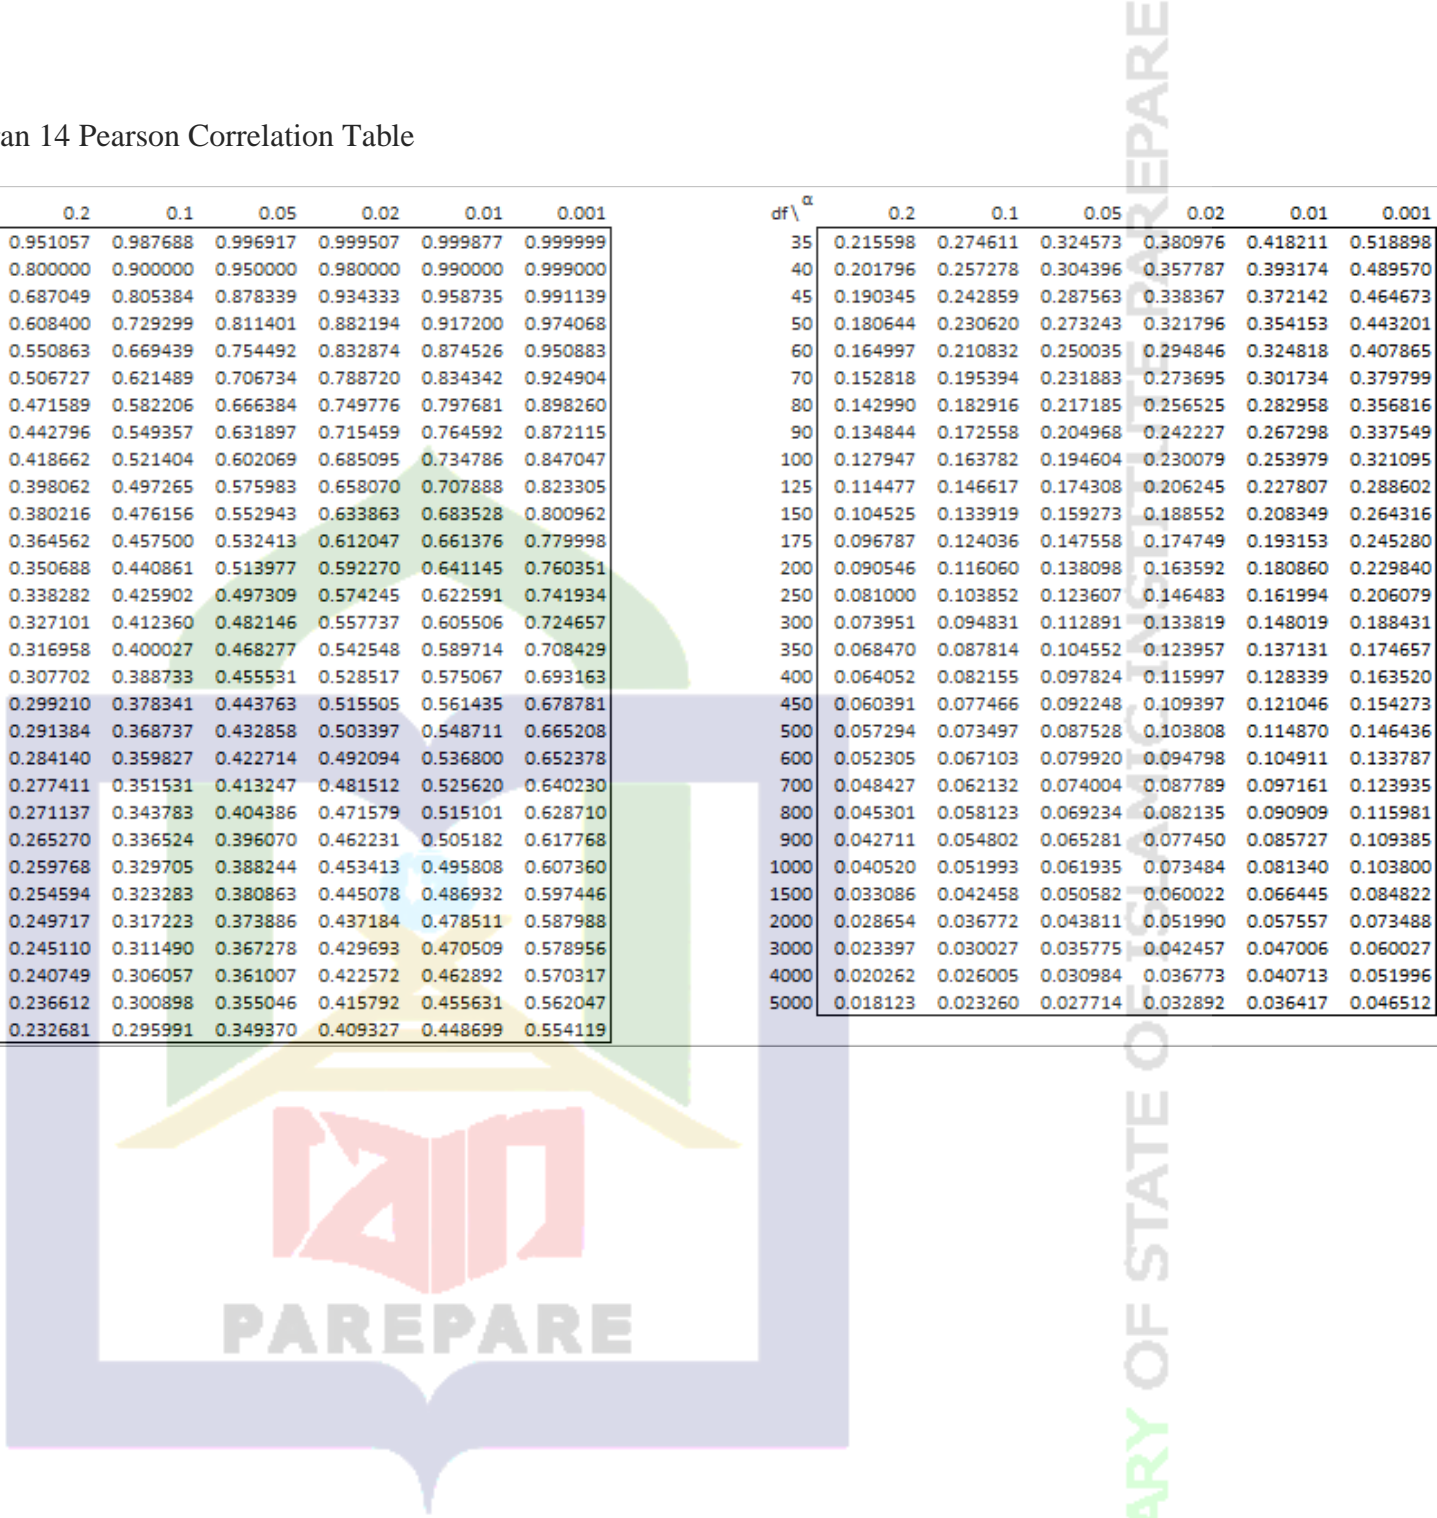 an 14 Pearson Correlation Table
0.2 0.1 0.05 0.02 0.01 0.001
0.951057 0.987688 0.996917 0.999507 0.999877 0.999999
0.800000 0.900000 0.950000 0.980000 0.990000 0.999000
0.687049 0.805384 0.878339 0.934333 0.958735 0.991139
0.608400 0.729299 0.811401 0.882194 0.917200 0.974068
0.550863 0.669439 0.754492 0.832874 0.874526 0.950883
0.506727 0.621489 0.706734 0.788720 0.834342 0.924904
0.471589 0.582206 0.666384 0.749776 0.797681 0.898260
0.442796 0.549357 0.631897 0.715459 0.764592 0.872115
0.418662 0.521404 0.602069 0.685095 0.734786 0.847047
0.398062 0.497265 0.575983 0.658070 0.707888 0.823305
0.380216 0.476156 0.552943 0.633863 0.683528 0.800962
0.364562 0.457500 0.532413 0.612047 0.661376 0.779998
0.350688 0.440861 0.513977 0.592270 0.641145 0.760351
0.338282 0.425902 0.497309 0.574245 0.622591 0.741934
0.327101 0.412360 0.482146 0.557737 0.605506 0.724657
0.316958 0.400027 0.468277 0.542548 0.589714 0.708429
0.307702 0.388733 0.455531 0.528517 0.575067 0.693163
0.299210 0.378341 0.443763 0.515505 0.561435 0.678781
0.291384 0.368737 0.432858 0.503397 0.548711 0.665208
0.284140 0.359827 0.422714 0.492094 0.536800 0.652378
0.277411 0.351531 0.413247 0.481512 0.525620 0.640230
0.271137 0.343783 0.404386 0.471579 0.515101 0.628710
0.265270 0.336524 0.396070 0.462231 0.505182 0.617768
0.259768 0.329705 0.388244 0.453413 0.495808 0.607360
0.254594 0.323283 0.380863 0.445078 0.486932 0.597446
0.249717 0.317223 0.373886 0.437184 0.478511 0.587988
0.245110 0.311490 0.367278 0.429693 0.470509 0.578956
0.240749 0.306057 0.361007 0.422572 0.462892 0.570317
0.236612 0.300898 0.355046 0.415792 0.455631 0.562047
0.232681 0.295991 0.349370 0.409327 0.448699 0.554119
df\α 0.2 0.1 0.05 0.02 0.01 0.001
35 0.215598 0.274611 0.324573 0.380976 0.418211 0.518898
40 0.201796 0.257278 0.304396 0.357787 0.393174 0.489570
45 0.190345 0.242859 0.287563 0.338367 0.372142 0.464673
50 0.180644 0.230620 0.273243 0.321796 0.354153 0.443201
60 0.164997 0.210832 0.250035 0.294846 0.324818 0.407865
70 0.152818 0.195394 0.231883 0.273695 0.301734 0.379799
80 0.142990 0.182916 0.217185 0.256525 0.282958 0.356816
90 0.134844 0.172558 0.204968 0.242227 0.267298 0.337549
100 0.127947 0.163782 0.194604 0.230079 0.253979 0.321095
125 0.114477 0.146617 0.174308 0.206245 0.227807 0.288602
150 0.104525 0.133919 0.159273 0.188552 0.208349 0.264316
175 0.096787 0.124036 0.147558 0.174749 0.193153 0.245280
200 0.090546 0.116060 0.138098 0.163592 0.180860 0.229840
250 0.081000 0.103852 0.123607 0.146483 0.161994 0.206079
300 0.073951 0.094831 0.112891 0.133819 0.148019 0.188431
350 0.068470 0.087814 0.104552 0.123957 0.137131 0.174657
400 0.064052 0.082155 0.097824 0.115997 0.128339 0.163520
450 0.060391 0.077466 0.092248 0.109397 0.121046 0.154273
500 0.057294 0.073497 0.087528 0.103808 0.114870 0.146436
600 0.052305 0.067103 0.079920 0.094798 0.104911 0.133787
700 0.048427 0.062132 0.074004 0.087789 0.097161 0.123935
800 0.045301 0.058123 0.069234 0.082135 0.090909 0.115981
900 0.042711 0.054802 0.065281 0.077450 0.085727 0.109385
1000 0.040520 0.051993 0.061935 0.073484 0.081340 0.103800
1500 0.033086 0.042458 0.050582 0.060022 0.066445 0.084822
2000 0.028654 0.036772 0.043811 0.051990 0.057557 0.073488
3000 0.023397 0.030027 0.035775 0.042457 0.047006 0.060027
4000 0.020262 0.026005 0.030984 0.036773 0.040713 0.051996
5000 0.018123 0.023260 0.027714 0.032892 0.036417 0.046512
PAREPARE
ARY OF STATE OF ISLAMIC INSTITUTE PAREPARE